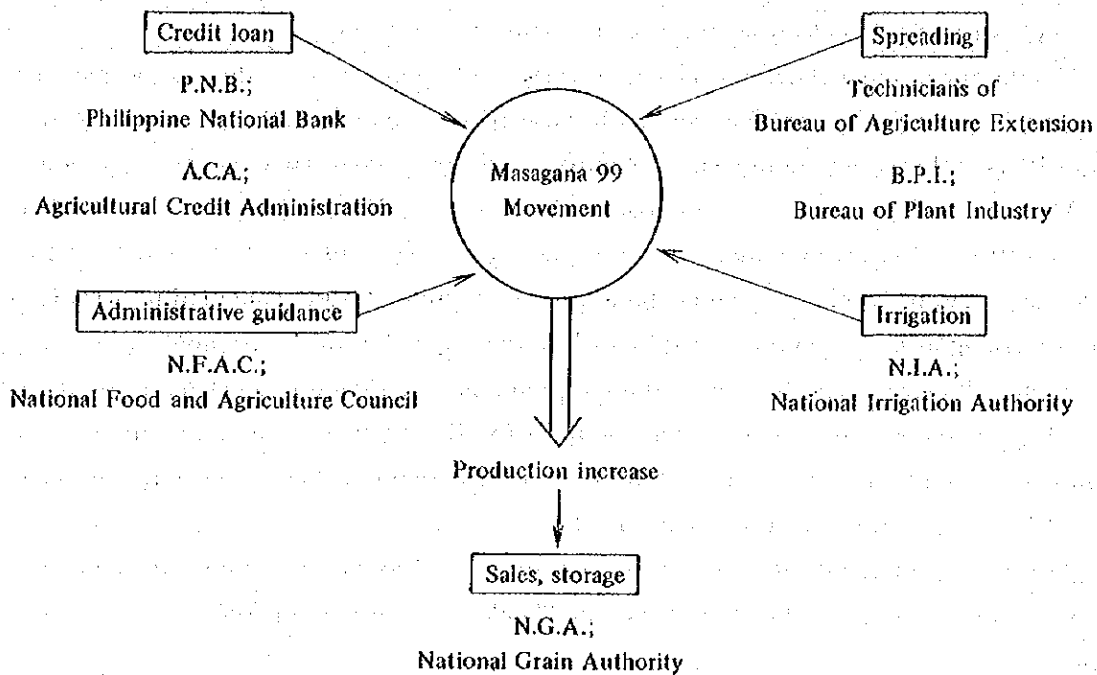 Credit loan
P.N.B.;
Philippine National Bank
A.C.A.;
Agricultural Credit Administration
Spreading
Technicians of
Bureau of Agriculture Extension
B.P.I.;
Bureau of Plant Industry
Masagana 99
Movement
Administrative guidance
N.F.A.C.;
National Food and Agriculture Council
Irrigation
N.I.A.;
National Irrigation Authority
Production increase
Sales, storage
N.G.A.;
National Grain Authority